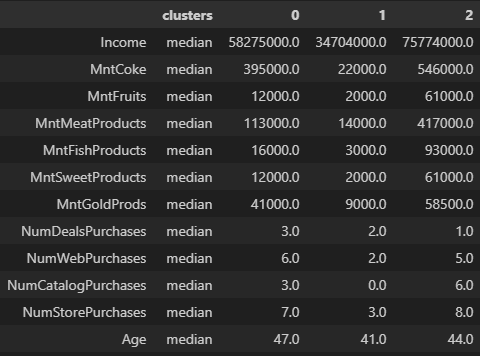 clusters 0 1 2
Income median 58275000.0 34704000.0 75774000.0
MntCoke median 395000.0 22000.0 546000.0
MntFruits median 12000.0 2000.0 61000.0
MntMeatProducts median 113000.0 14000.0 417000.0
MntFishProducts median 16000.0 3000.0 93000.0
MntSweetProducts median 12000.0 2000.0 61000.0
MntGoldProds median 41000.0 9000.0 58500.0
NumDealsPurchases median 3.0 2.0 1.0
NumWebPurchases median 6.0 2.0 5.0
NumCatalogPurchases median 3.0 0.0 6.0
NumStorePurchases median 7.0 3.0 8.0
Age median 47.0 41.0 44.0